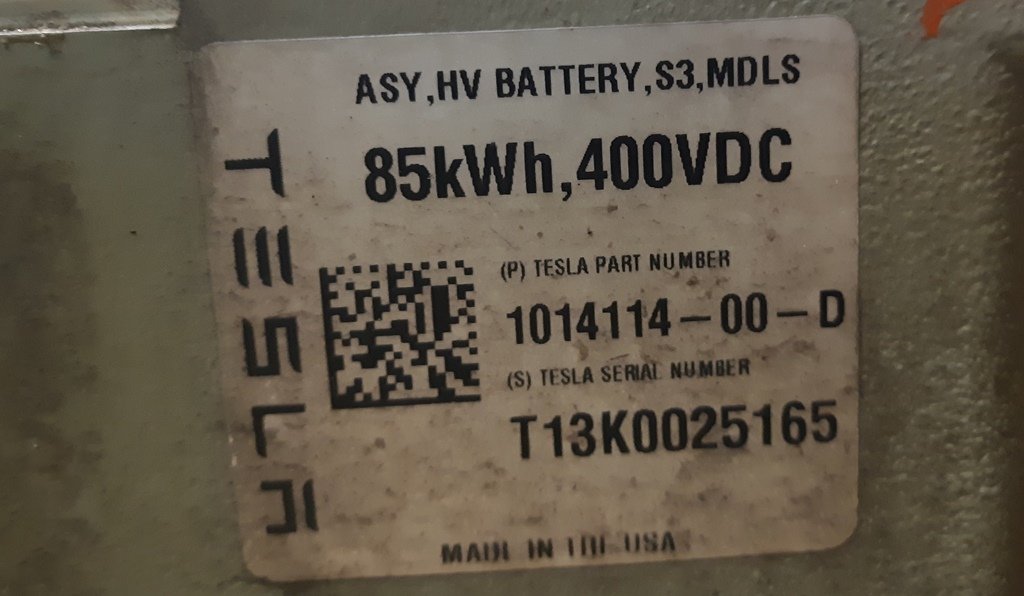 ASY,HV BATTERY,S3,MDLS
85kWh,400VDC
TESLA
(P) TESLA PART NUMBER
1014114-00-D
(S) TESLA SERIAL NUMBER
T13K0025165
MADE IN THE USA